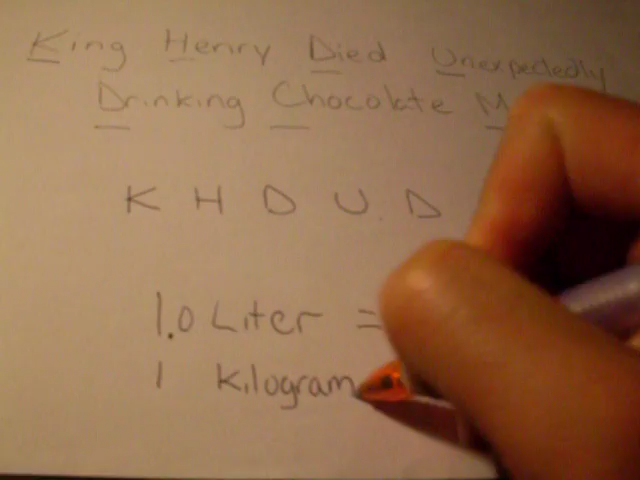 King Henry Died Unexpectedly
Drinking Chocolate
K H D U. D
1.0 Liter =
1 Kilogram